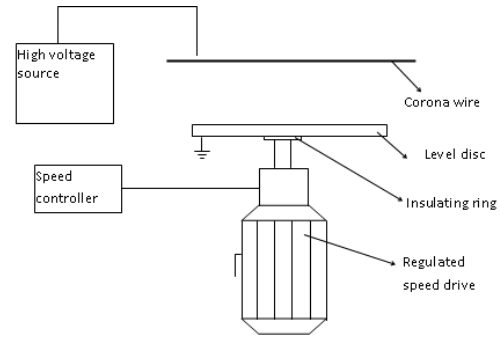 High voltage
source
Corona wire
Level disc
Speed
controller
Insulating ring
Regulated
speed drive